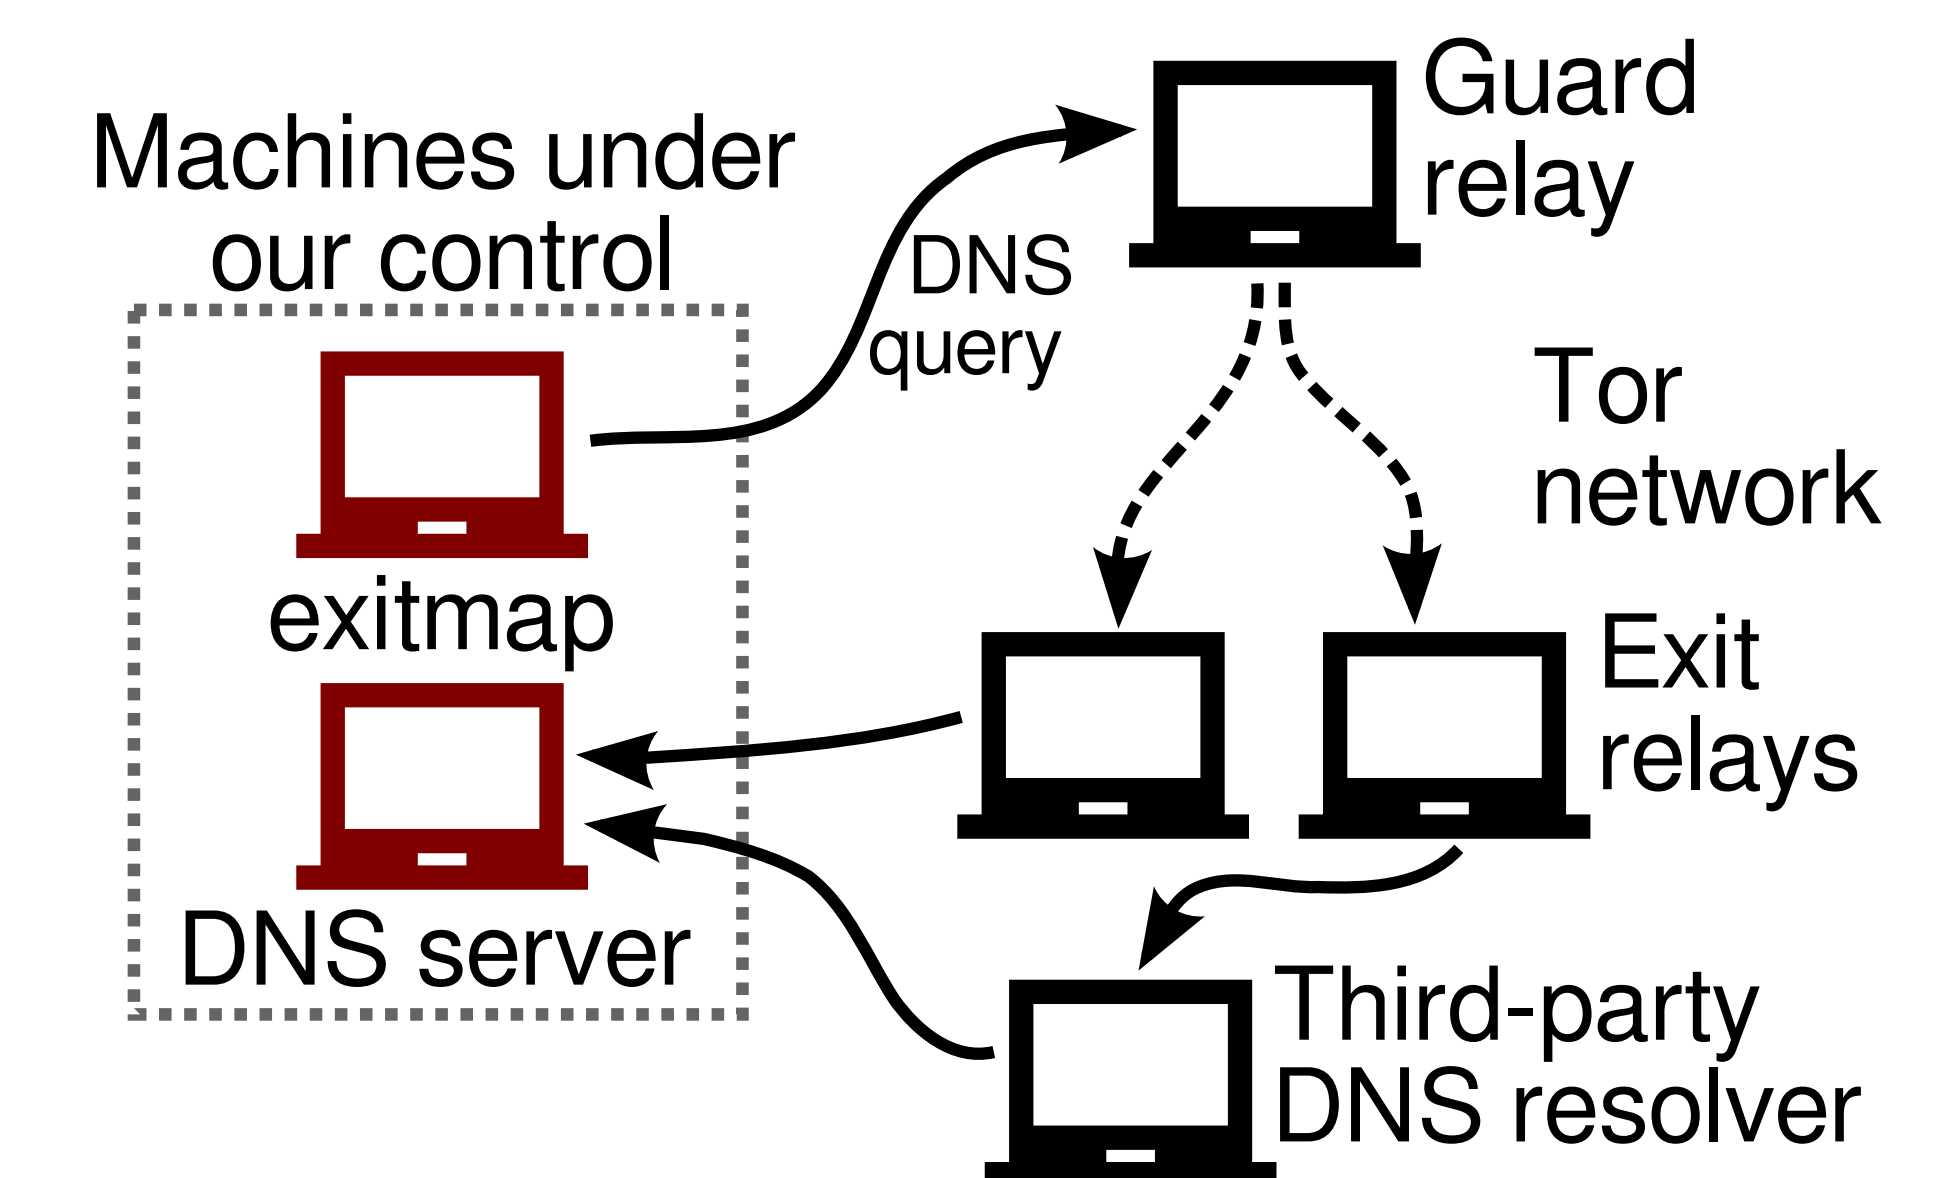 Machines under
our control
exitmap
DNS server
DNS
query
Guard
relay
Tor
network
Exit
relays
Third-party
DNS resolver